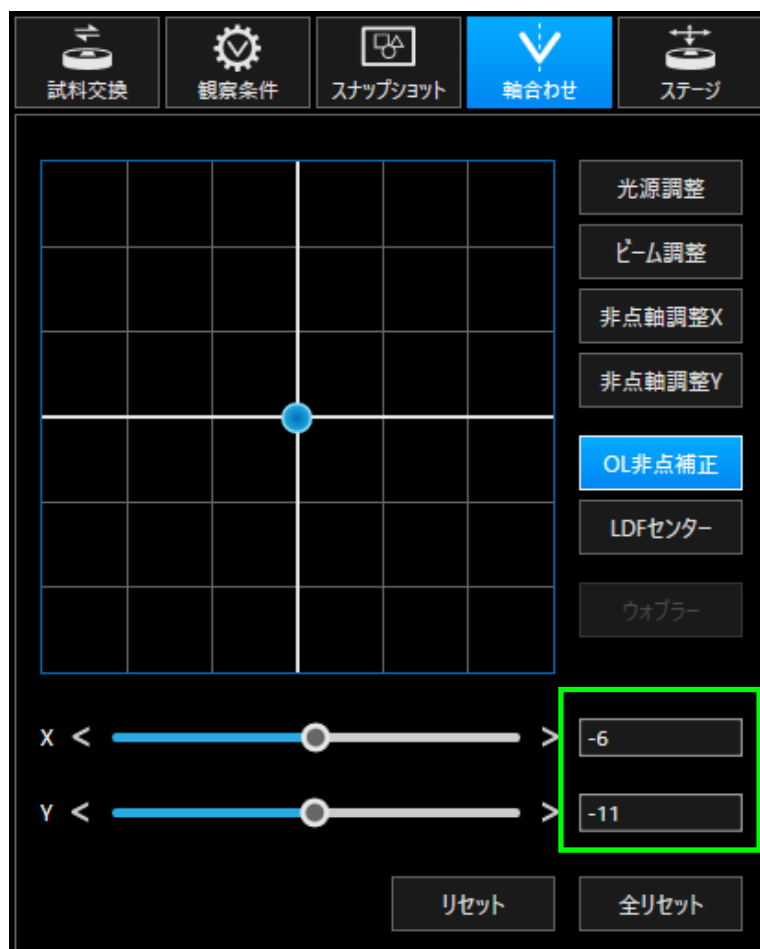 試料交換
観察条件
スナップショット
軸合わせ
ステージ
光源調整
ビーム調整
非点軸調整X
非点軸調整Y
OL非点補正
LDFセンター
ウォブラー
X < > -6
Y < > -11
リセット
全リセット